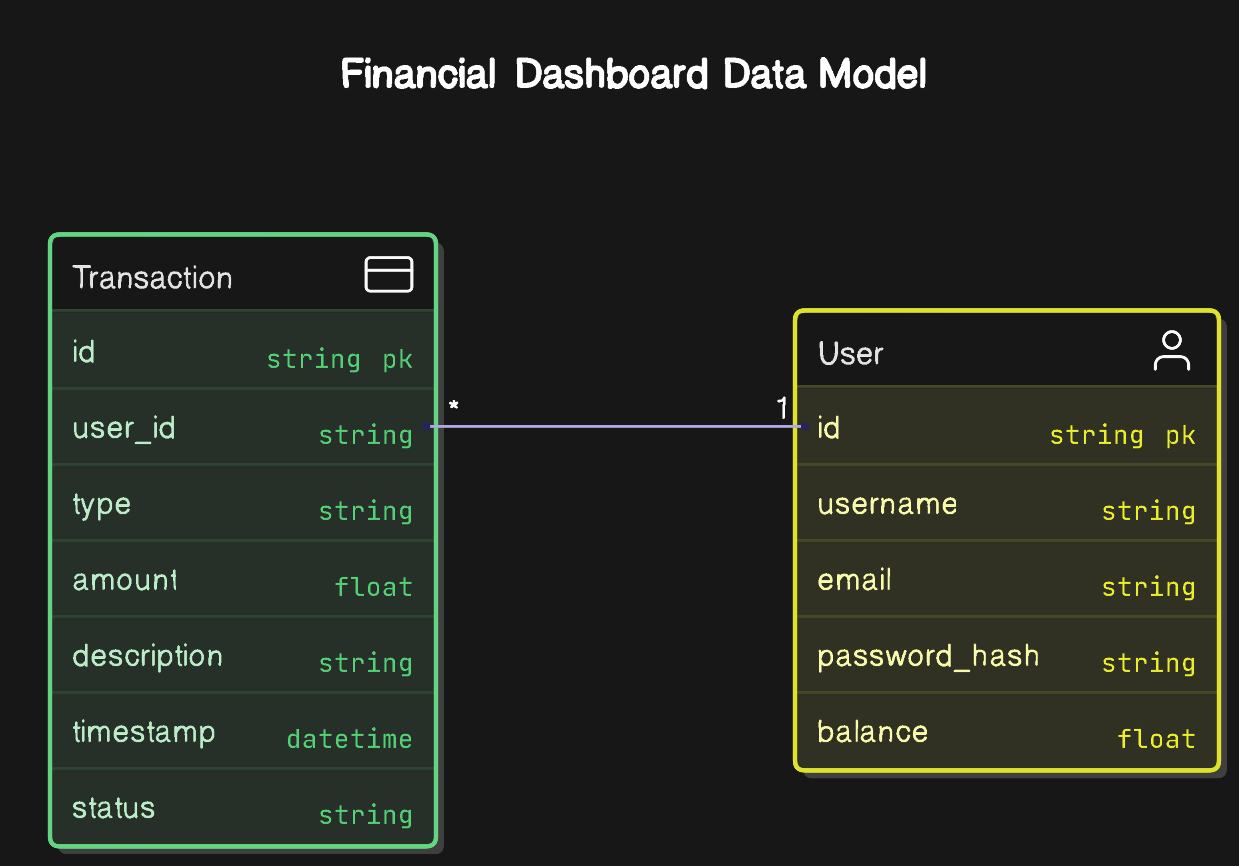 Financial Dashboard Data Model
Transaction
id string pk
user_id string
type string
amount float
description string
timestamp datetime
status string
* 1
User
id string pk
username string
email string
password_hash string
balance float